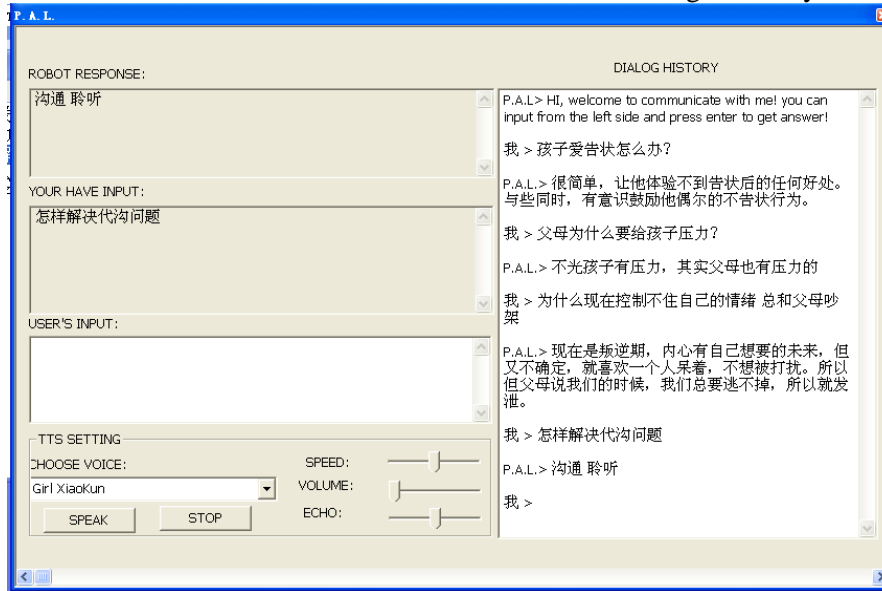 P.A.L.
ROBOT RESPONSE:
沟通 聆听
YOUR HAVE INPUT:
怎样解决代沟问题
USER'S INPUT:
TTS SETTING
CHOOSE VOICE:
Girl XiaoKun
SPEAK
STOP
SPEED:
VOLUME:
ECHO:
DIALOG HISTORY
P.A.L> HI, welcome to communicate with me! you can
input from the left side and press enter to get answer!
我 > 孩子爱告状怎么办？
P.A.L.> 很简单，让他体验不到告状后的任何好处。
与些同时，有意识鼓励他偶尔的不告状行为。
我 > 父母为什么要给孩子压力？
P.A.L.> 不光孩子有压力，其实父母也有压力的
我 > 为什么现在控制不住自己的情绪 总和父母吵
架
P.A.L.> 现在是叛逆期，内心有自己想要的未来，但
又不确定，就喜欢一个人呆着，不想被打扰。所以
但父母说我们的时候，我们总要逃不掉，所以就发
泄。
我 > 怎样解决代沟问题
P.A.L.> 沟通 聆听
我 >